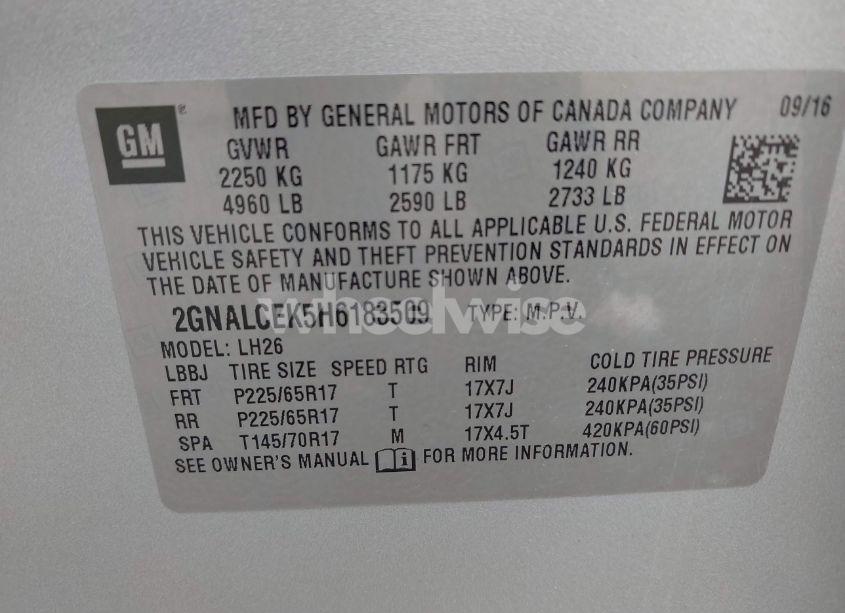 GM ® MFD BY GENERAL MOTORS OF CANADA COMPANY 09/16
GVWR GAWR FRT GAWR RR
2250 KG 1175 KG 1240 KG
4960 LB 2590 LB 2733 LB
THIS VEHICLE CONFORMS TO ALL APPLICABLE U.S. FEDERAL MOTOR
VEHICLE SAFETY AND THEFT PREVENTION STANDARDS IN EFFECT ON
THE DATE OF MANUFACTURE SHOWN ABOVE.
2GNALCEK5H6183509 TYPE: M.P.V.
wheelwise
MODEL: LH26
LBBJ TIRE SIZE SPEED RTG RIM COLD TIRE PRESSURE
FRT P225/65R17 T 17X7J 240KPA(35PSI)
RR P225/65R17 T 17X7J 240KPA(35PSI)
SPA T145/70R17 M 17X4.5T 420KPA(60PSI)
SEE OWNER'S MANUAL i FOR MORE INFORMATION.